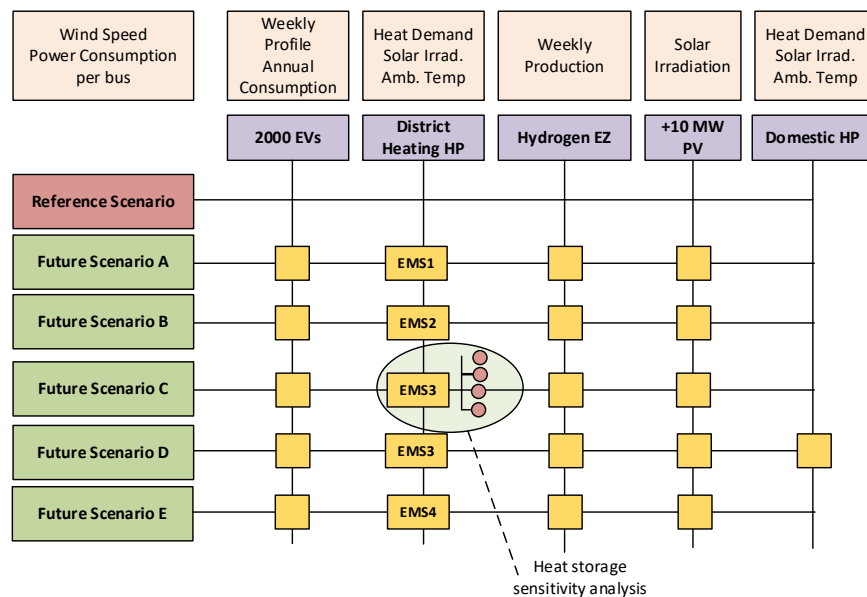 Wind Speed
Power Consumption
per bus
Weekly
Profile
Annual
Consumption
Heat Demand
Solar Irrad.
Amb. Temp
Weekly
Production
Solar
Irradiation
Heat Demand
Solar Irrad.
Amb. Temp
2000 EVs
District
Heating HP
Hydrogen EZ
+10 MW
PV
Domestic HP
Reference Scenario
Future Scenario A
EMS1
Future Scenario B
EMS2
Future Scenario C
EMS3
Future Scenario D
EMS3
Future Scenario E
EMS4
Heat storage
sensitivity analysis